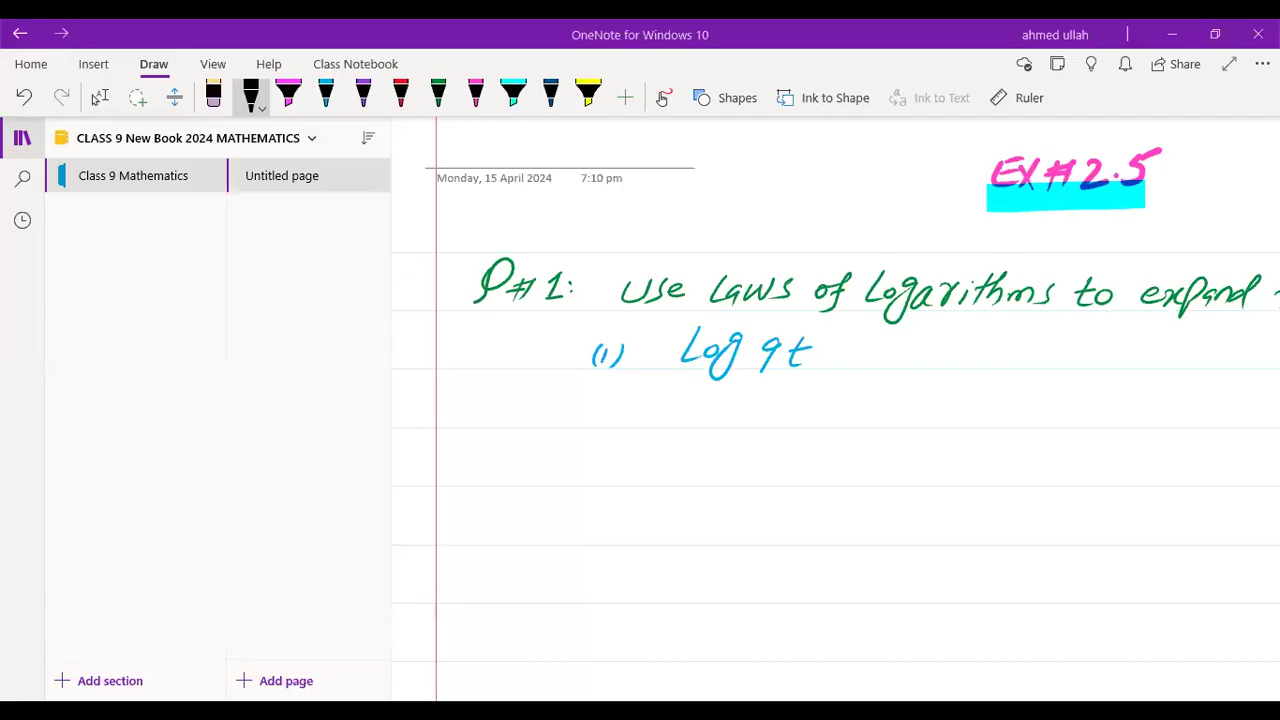 OneNote for Windows 10
ahmed ullah
Home Insert Draw View Help Class Notebook Share
Shapes Ink to Shape Ink to Text Ruler
CLASS 9 New Book 2024 MATHEMATICS
Class 9 Mathematics
Untitled page
Monday, 15 April 2024 7:10 pm
EX # 2.5
Q#1: Use Laws of Logarithms to expand
(1) Log 9t
Add section
Add page